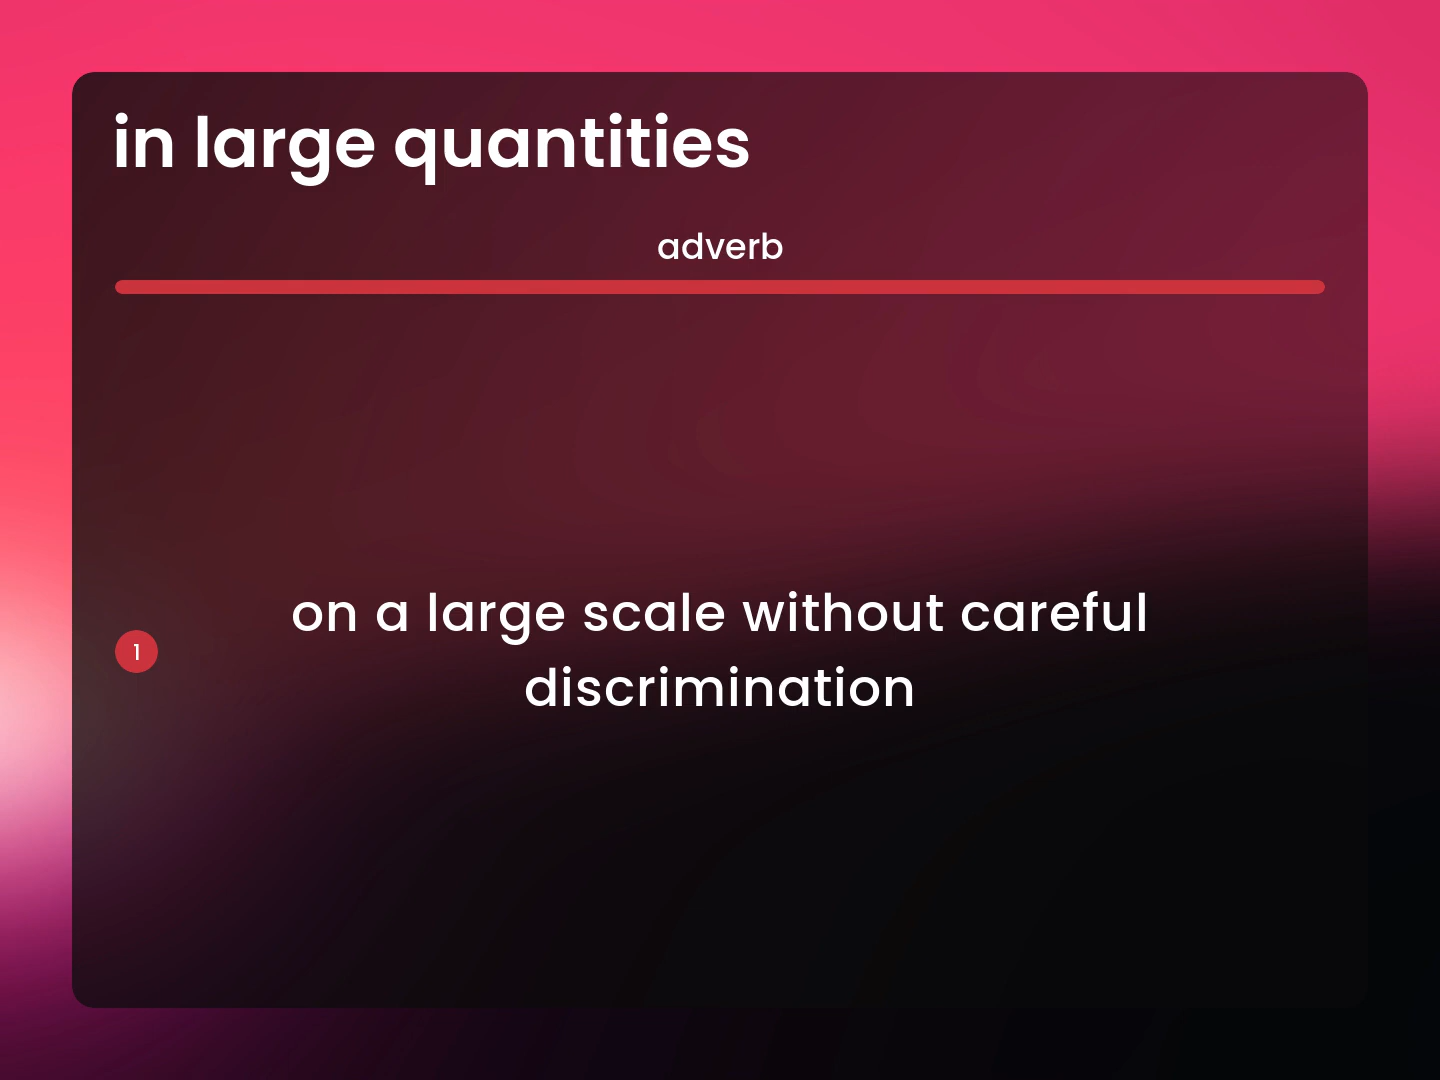 in large quantities
adverb
1
on a large scale without careful
discrimination